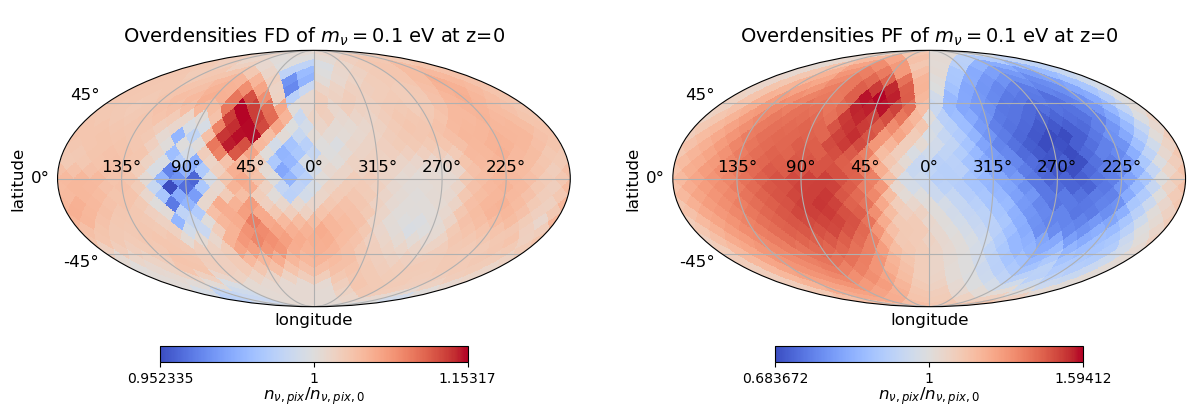 Overdensities FD of $m_\nu = 0.1$ eV at z=0
45°
135° 90° 45° 0° 315° 270° 225°
0°
latitude
-45°
longitude
0.952335 1 1.15317
$n_{\nu,pix}/n_{\nu,pix,0}$
Overdensities PF of $m_\nu = 0.1$ eV at z=0
45°
135° 90° 45° 0° 315° 270° 225°
0°
latitude
-45°
longitude
0.683672 1 1.59412
$n_{\nu,pix}/n_{\nu,pix,0}$